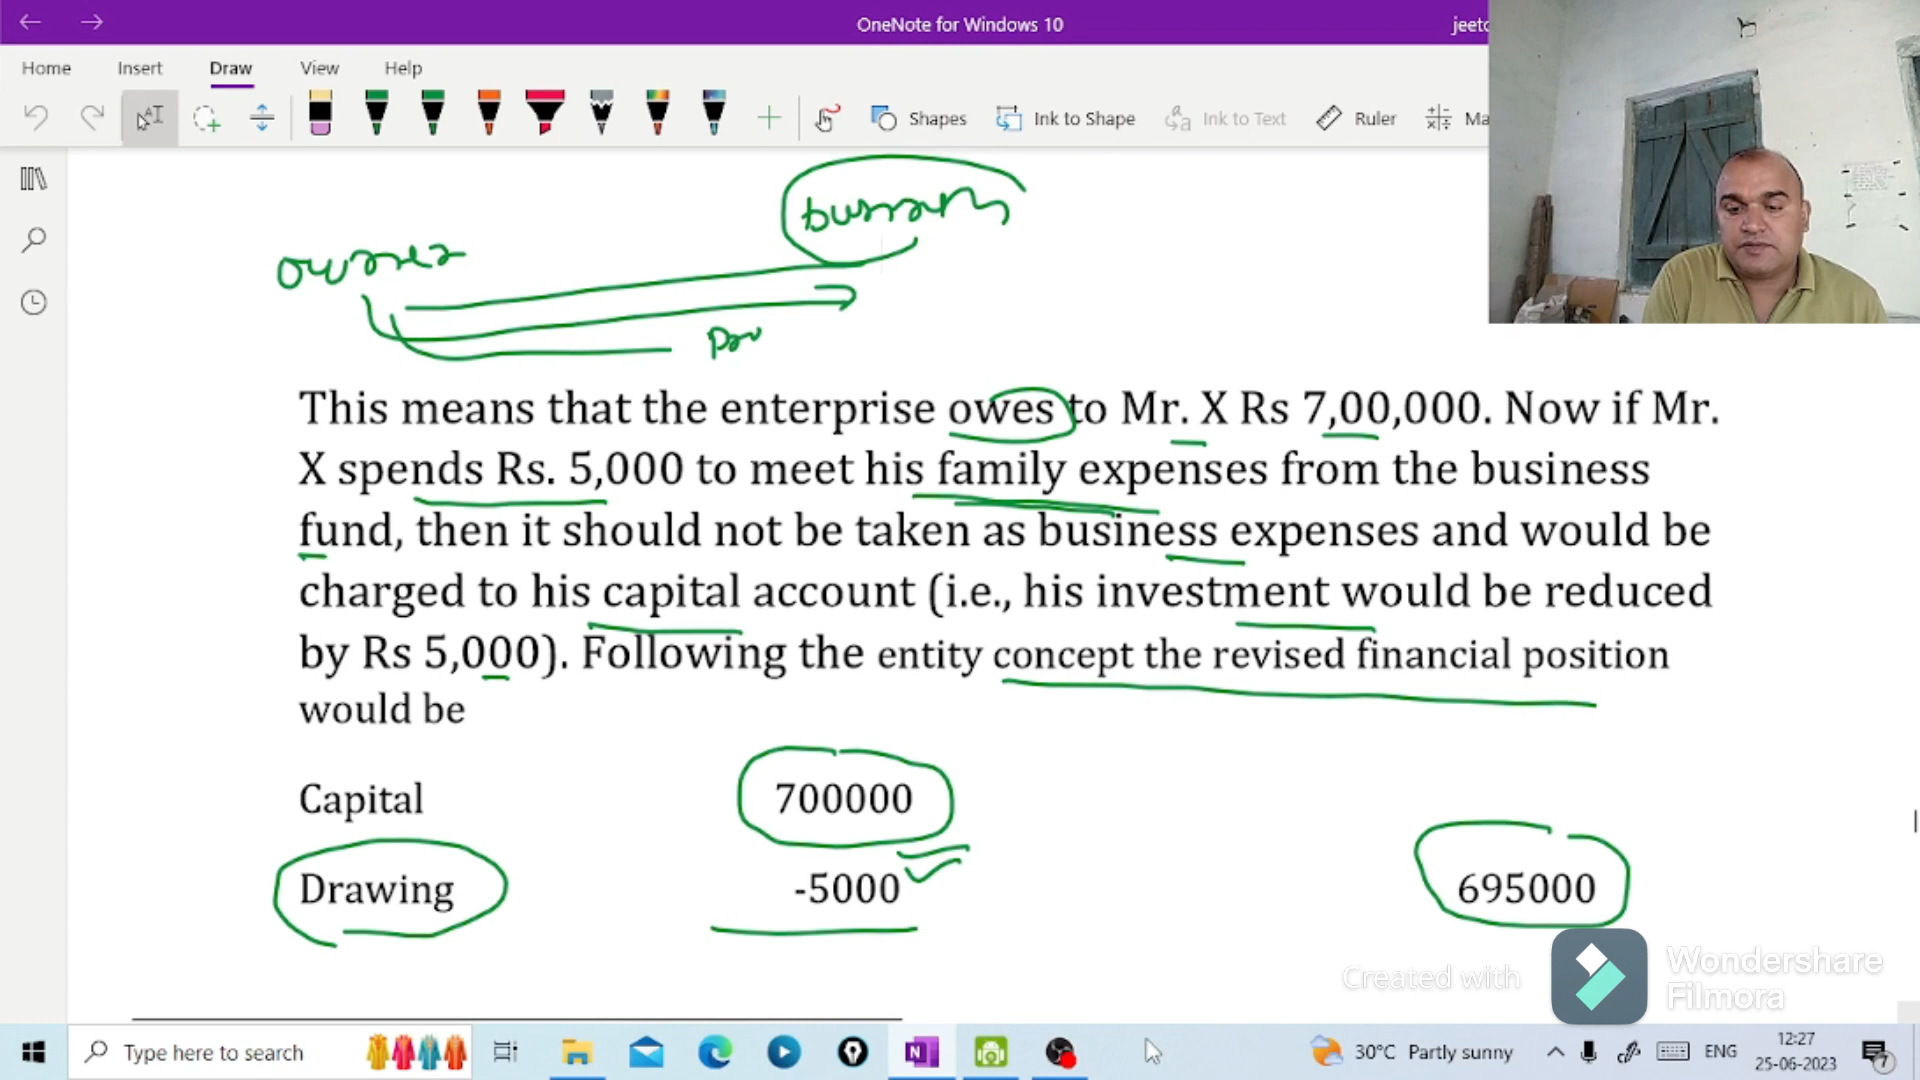 OneNote for Windows 10
Home Insert Draw View Help
Shapes Ink to Shape Ink to Text Ruler Ma
owner
This means that the enterprise owes to Mr. X Rs 7,00,000. Now if Mr.
X spends Rs. 5,000 to meet his family expenses from the business
fund, then it should not be taken as business expenses and would be
charged to his capital account (i.e., his investment would be reduced
by Rs 5,000). Following the entity concept the revised financial position
would be
Capital 700000
Drawing -5000 695000
Created with Wondershare
Filmora
Type here to search
30°C Partly sunny
ENG
12:27
25-06-2023
7